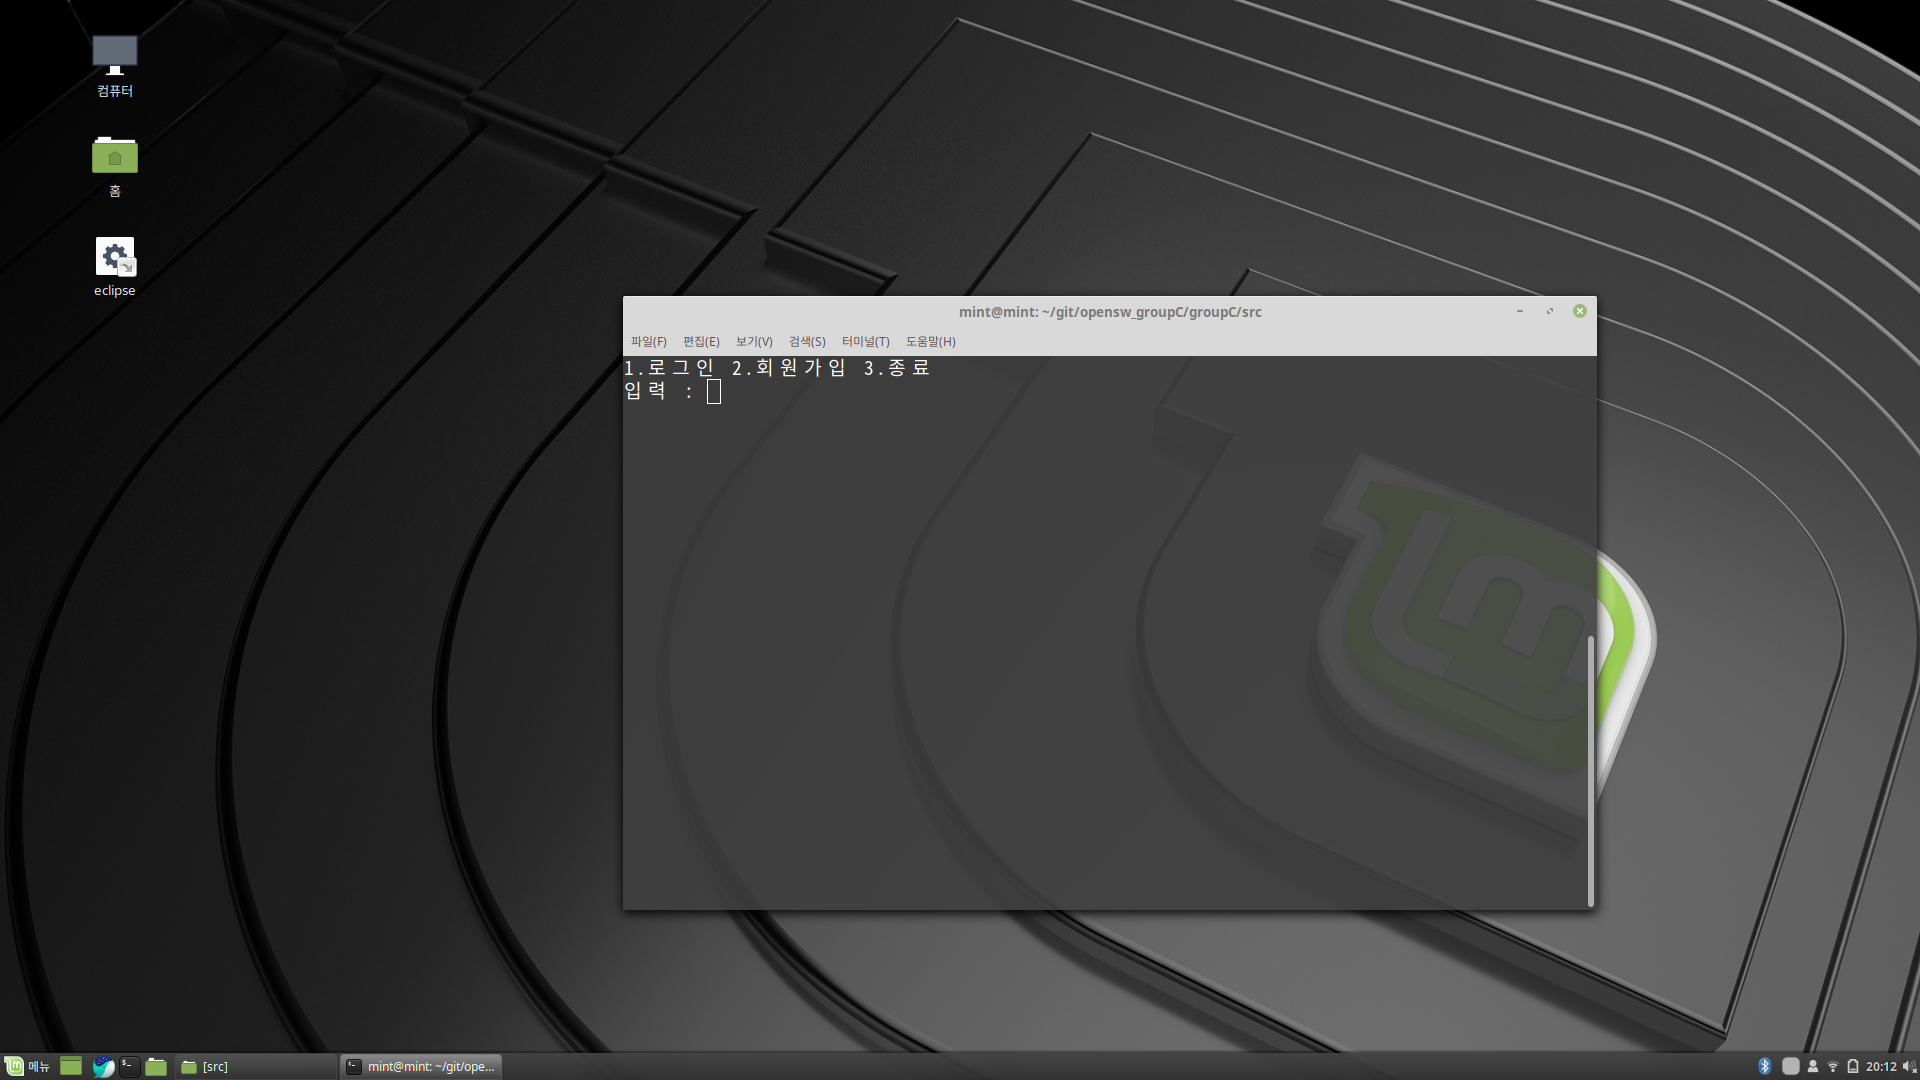 컴퓨터
홈
eclipse
mint@mint: ~/git/opensw_groupC/groupC/src
파일(F) 편집(E) 보기(V) 검색(S) 터미널(T) 도움말(H)
1.로그인 2.회원가입 3.종료
입력 :
메뉴 [src] mint@mint: ~/git/ope... 20:12